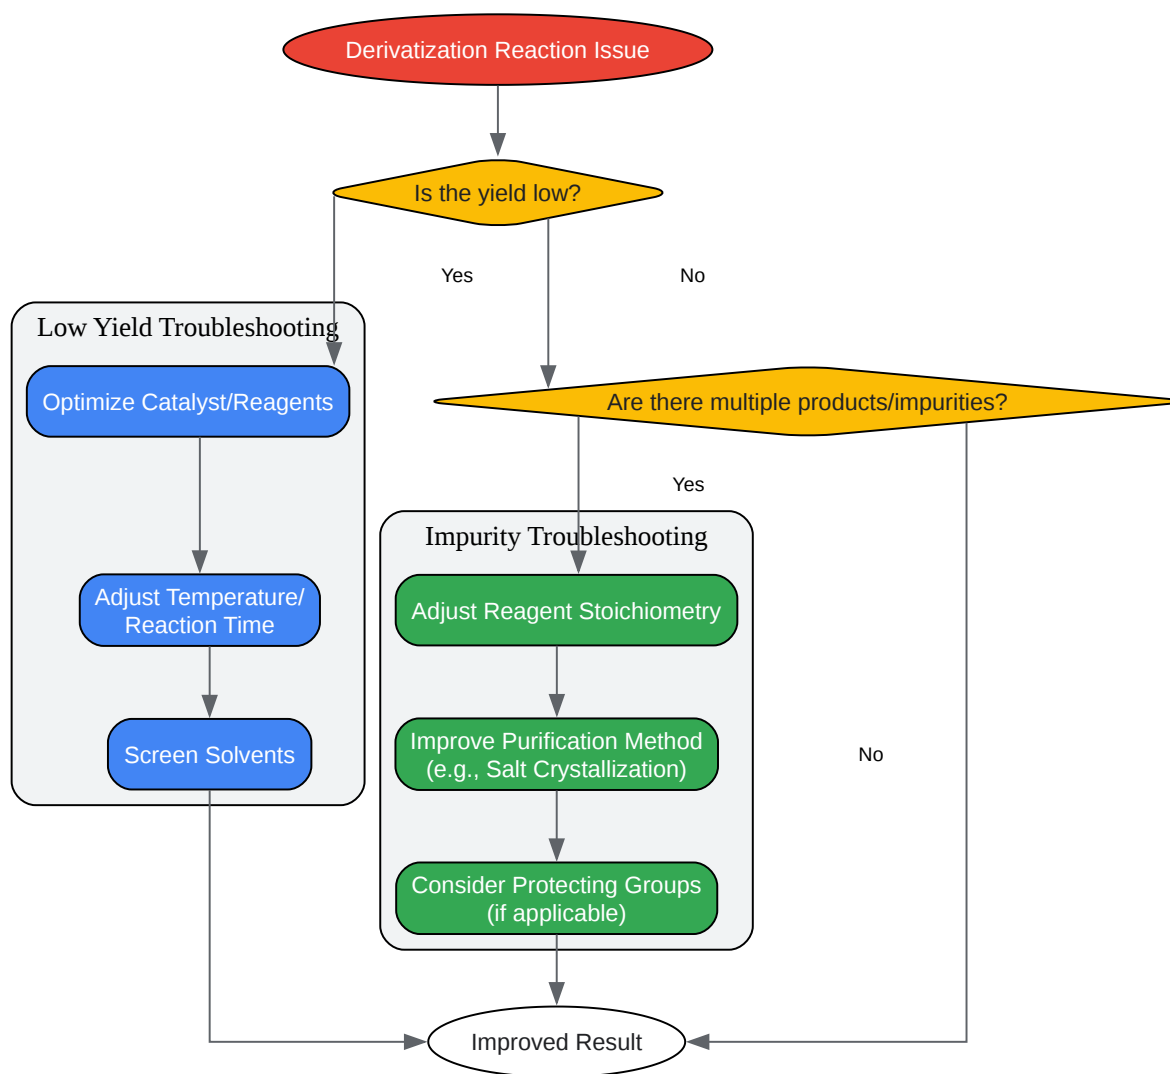 Derivatization Reaction Issue
Is the yield low?
Yes
No
Low Yield Troubleshooting
Optimize Catalyst/Reagents
Are there multiple products/impurities?
Yes
Impurity Troubleshooting
Adjust Temperature/
Reaction Time
Adjust Reagent Stoichiometry
Screen Solvents
Improve Purification Method
(e.g., Salt Crystallization)
No
Consider Protecting Groups
(if applicable)
Improved Result